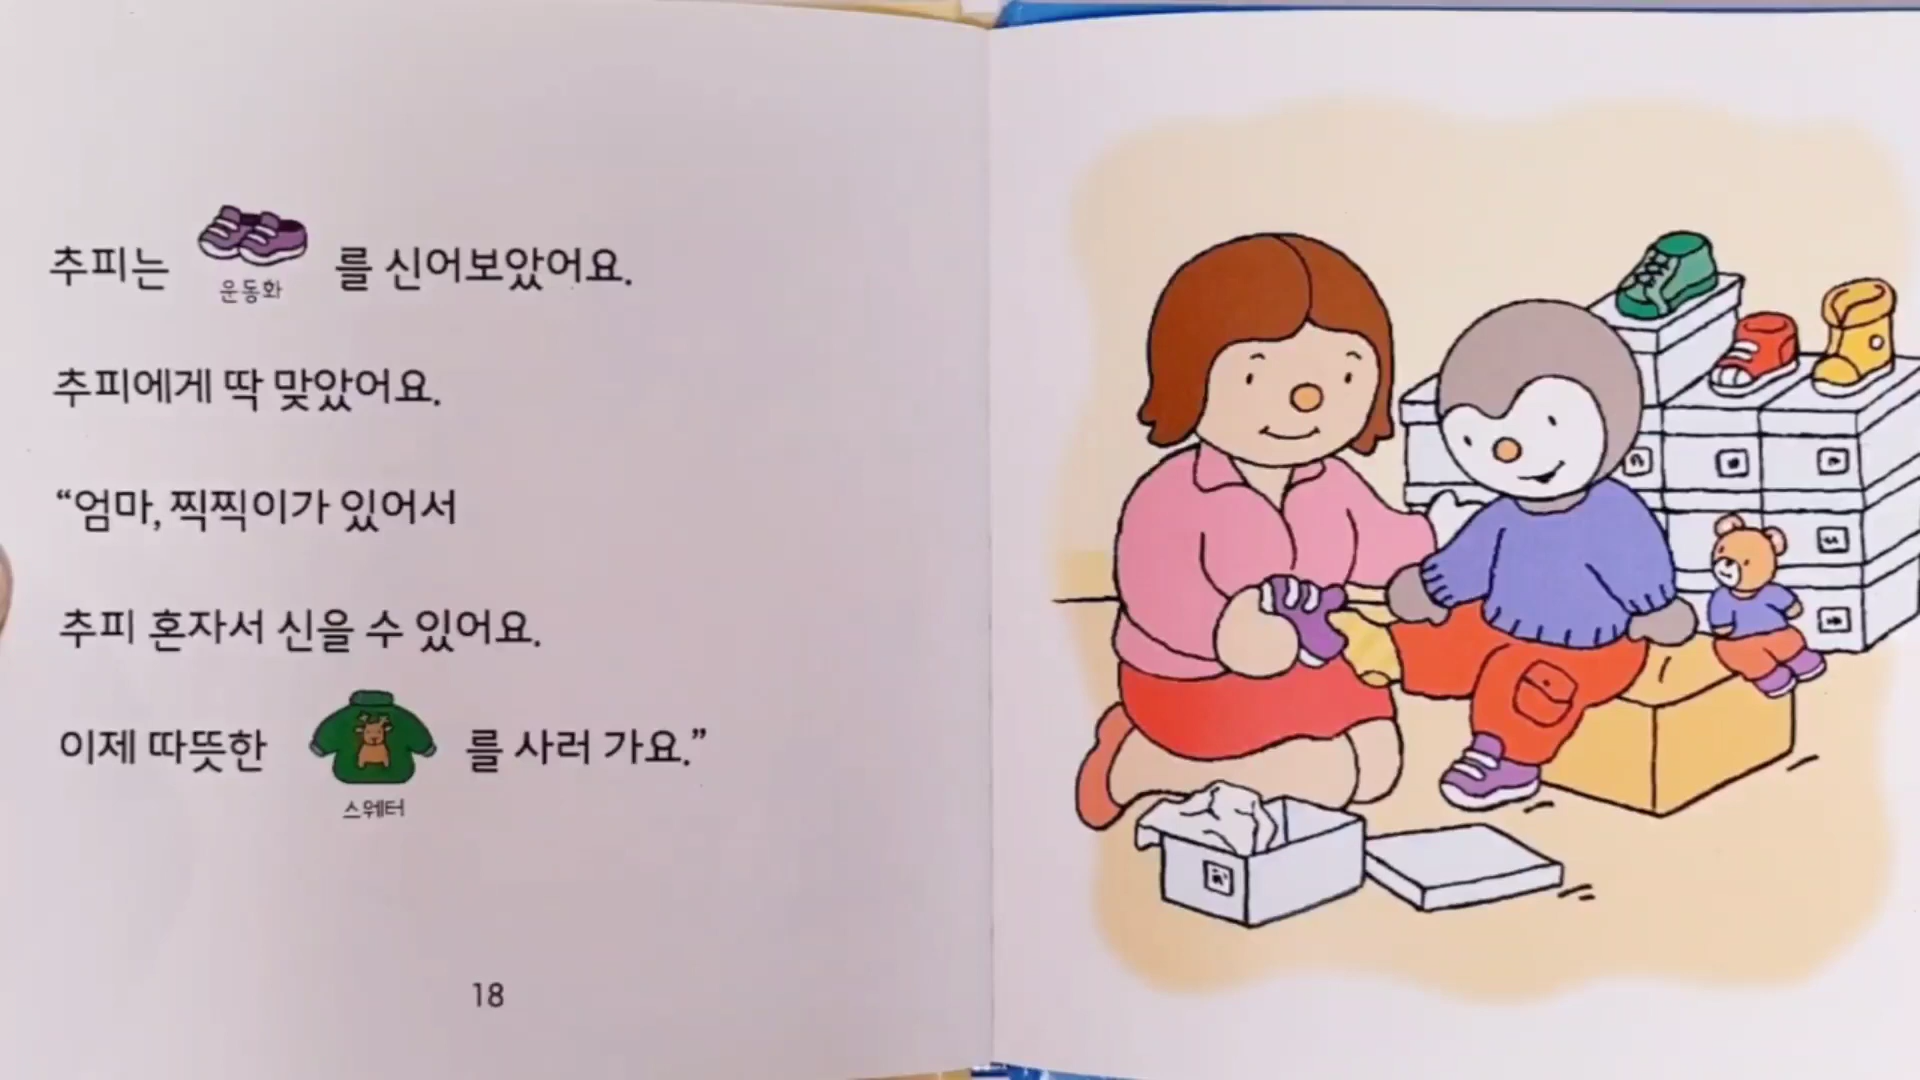 추피는 운동화 를 신어보았어요.
추피에게 딱 맞았어요.
“엄마, 찍찍이가 있어서
추피 혼자서 신을 수 있어요.
이제 따뜻한 스웨터 를 사러 가요.”
18